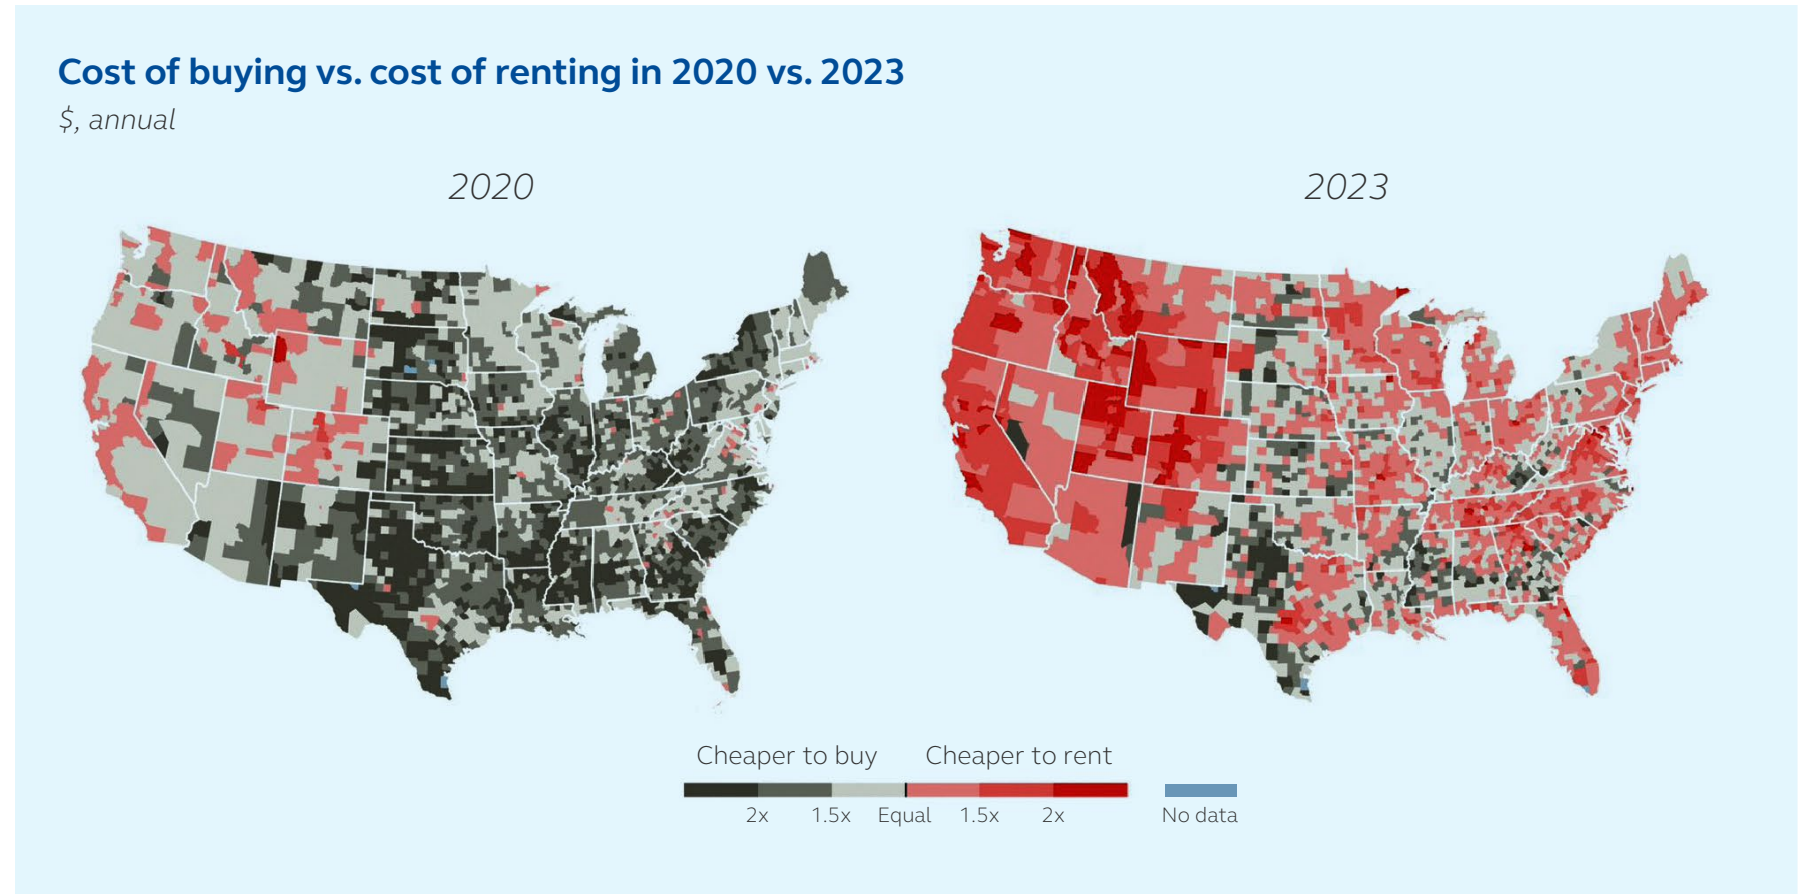 Cost of buying vs. cost of renting in 2020 vs. 2023
$, annual
2020
2023
Cheaper to buy
Cheaper to rent
2x
1.5x
Equal
1.5x
2x
No data